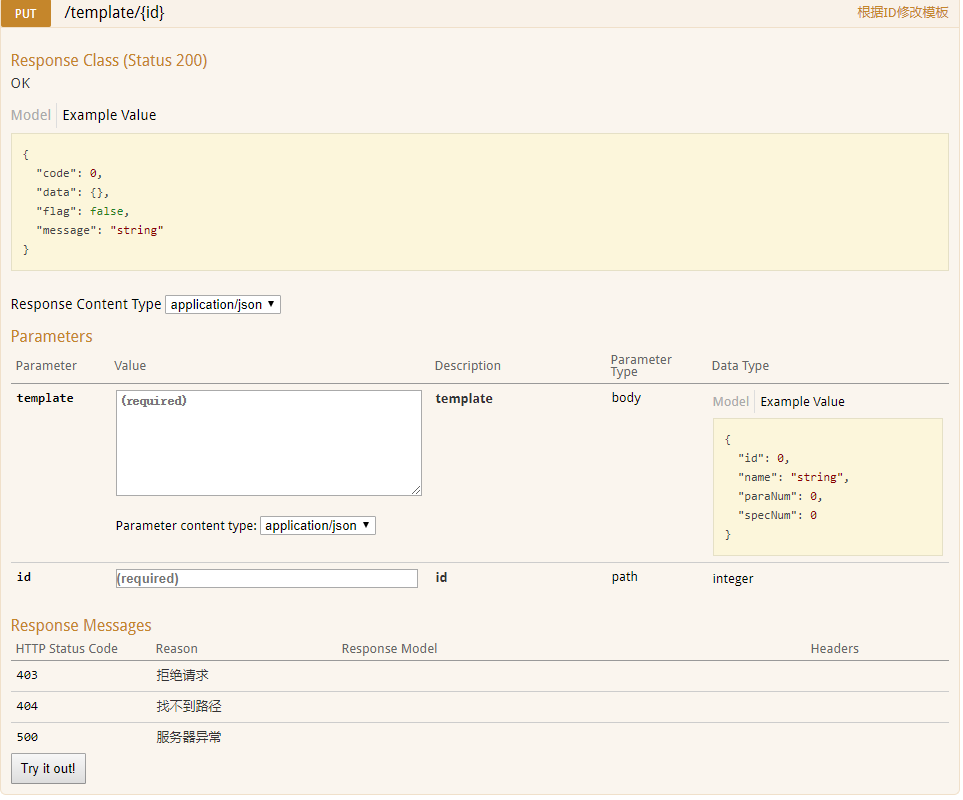 PUT /template/{id} 根据ID修改模板
Response Class (Status 200)
OK
Model Example Value
{
"code": 0,
"data": {},
"flag": false,
"message": "string"
}
Response Content Type application/json
Parameters
Parameter Value Description Parameter Type Data Type
template (required) template body Model Example Value
{
"id": 0,
"name": "string",
"paraNum": 0,
"specNum": 0
}
Parameter content type: application/json
id (required) id path integer
Response Messages
HTTP Status Code Reason Response Model Headers
403 拒绝请求
404 找不到路径
500 服务器异常
Try it out!